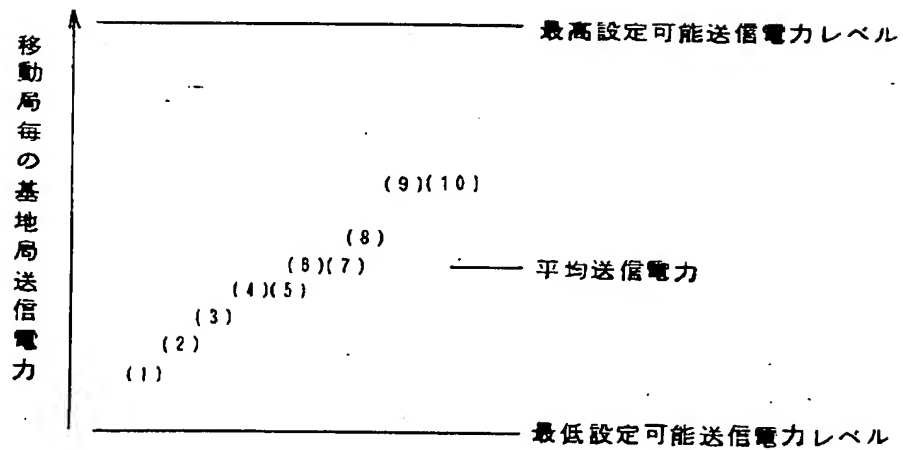 最高設定可能送信電力レベル
移動局毎の基地局送信電力
(9)(10)
(8)
(6)(7)
平均送信電力
(4)(5)
(3)
(2)
(1)
最低設定可能送信電力レベル